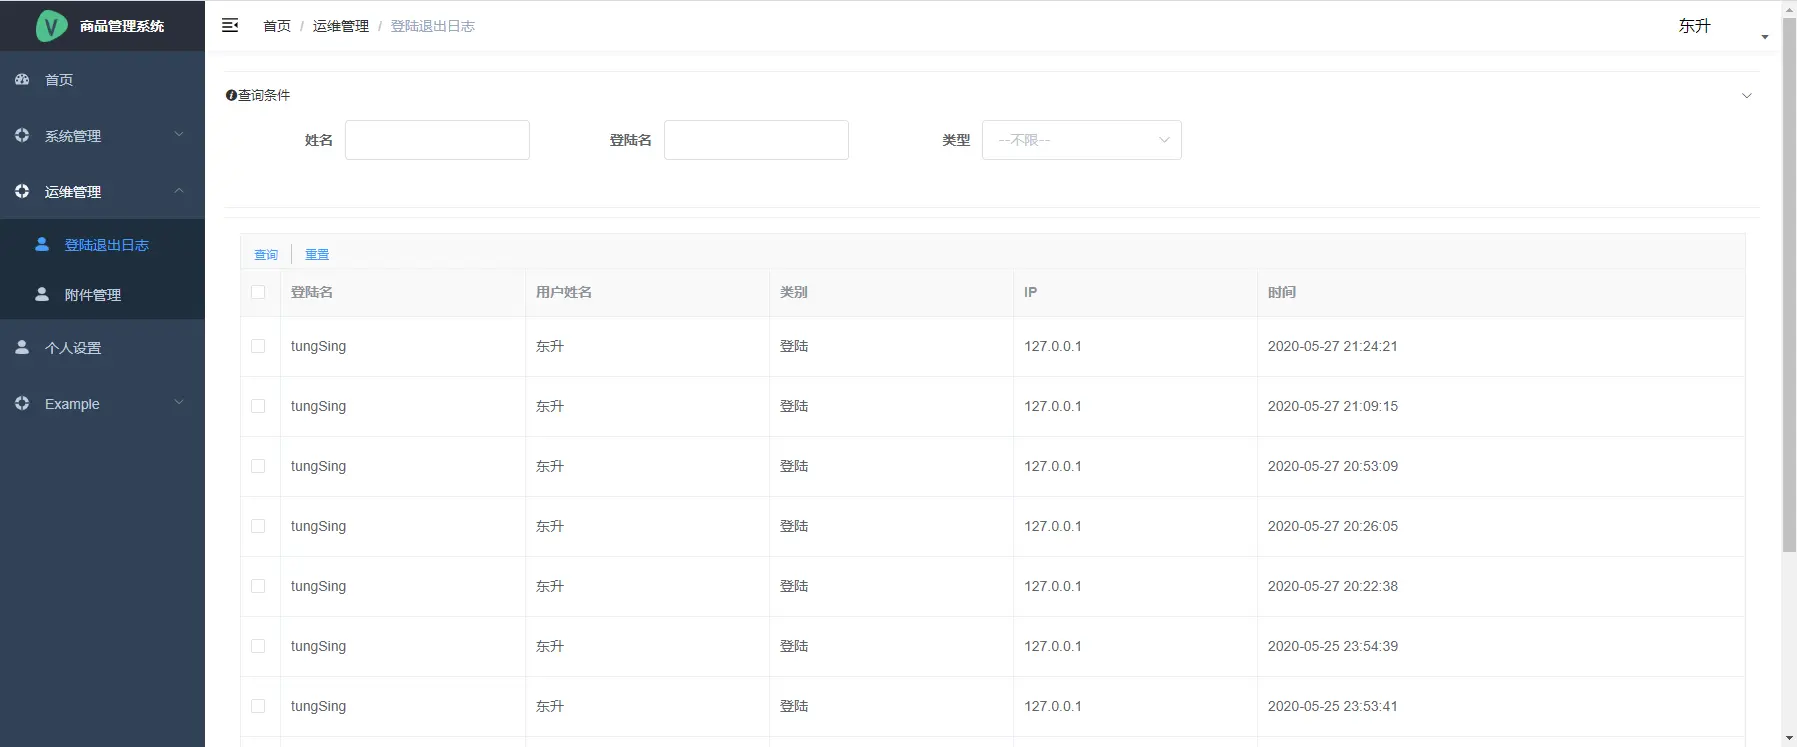 商品管理系统
首页 / 运维管理 / 登陆退出日志
东升
首页
系统管理
运维管理
登陆退出日志
附件管理
个人设置
Example
查询条件
姓名 登陆名 类型 --不限--
查询 重置
登陆名 用户姓名 类别 IP 时间
tungSing 东升 登陆 127.0.0.1 2020-05-27 21:24:21
tungSing 东升 登陆 127.0.0.1 2020-05-27 21:09:15
tungSing 东升 登陆 127.0.0.1 2020-05-27 20:53:09
tungSing 东升 登陆 127.0.0.1 2020-05-27 20:26:05
tungSing 东升 登陆 127.0.0.1 2020-05-27 20:22:38
tungSing 东升 登陆 127.0.0.1 2020-05-25 23:54:39
tungSing 东升 登陆 127.0.0.1 2020-05-25 23:53:41